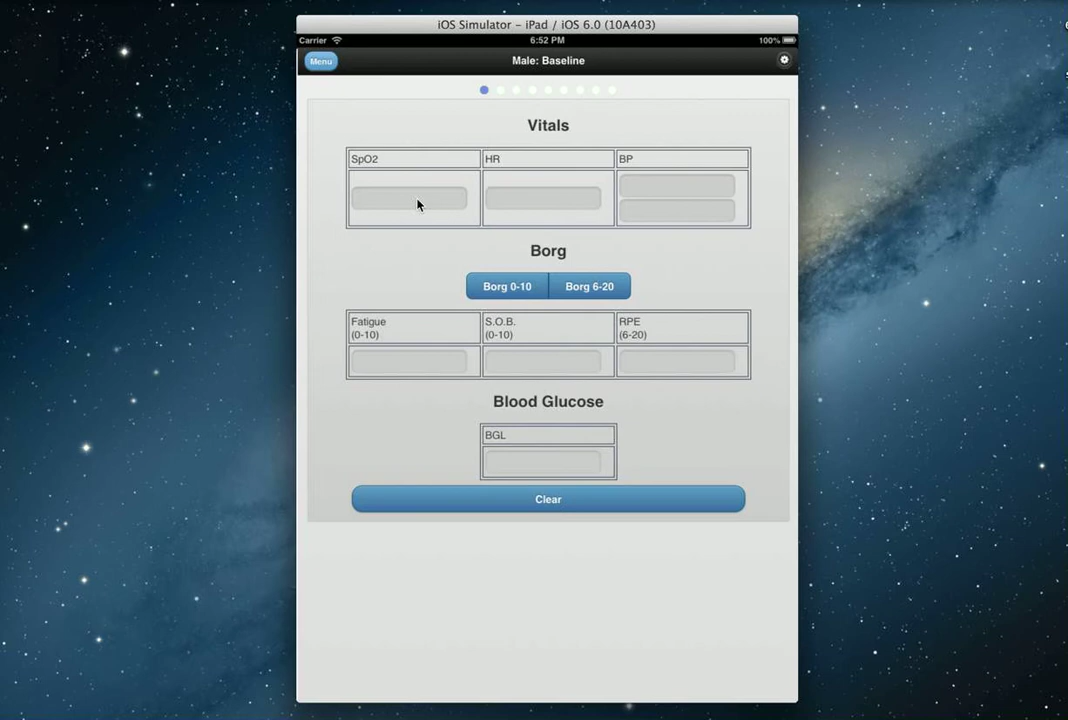 iOS Simulator – iPad / iOS 6.0 (10A403)
Carrier 6:52 PM 100%
Menu Male: Baseline
Vitals
SpO2 HR BP
Borg
Borg 0-10 Borg 6-20
Fatigue S.O.B. RPE
(0-10) (0-10) (6-20)
Blood Glucose
BGL
Clear